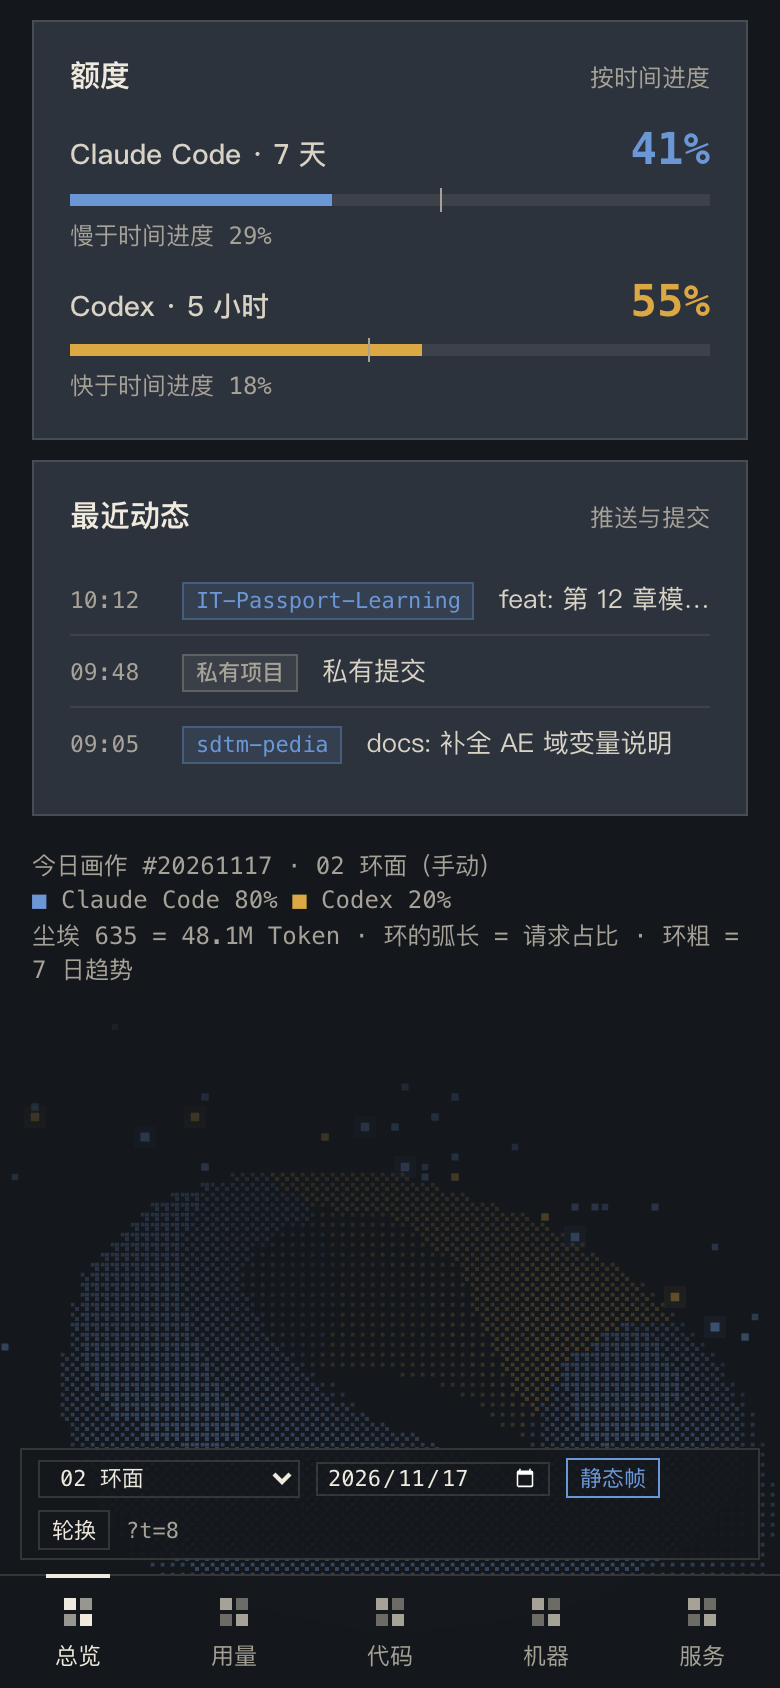 额度 按时间进度
Claude Code · 7 天 41%
慢于时间进度 29%
Codex · 5 小时 55%
快于时间进度 18%
最近动态 推送与提交
10:12 IT-Passport-Learning feat: 第 12 章模…
09:48 私有项目 私有提交
09:05 sdtm-pedia docs: 补全 AE 域变量说明
今日画作 #20261117 · 02 环面 (手动)
Claude Code 80% Codex 20%
尘埃 635 = 48.1M Token · 环的弧长 = 请求占比 · 环粗 =
7 日趋势
02 环面 2026/11/17 静态帧
轮换 ?t=8
总览 用量 代码 机器 服务